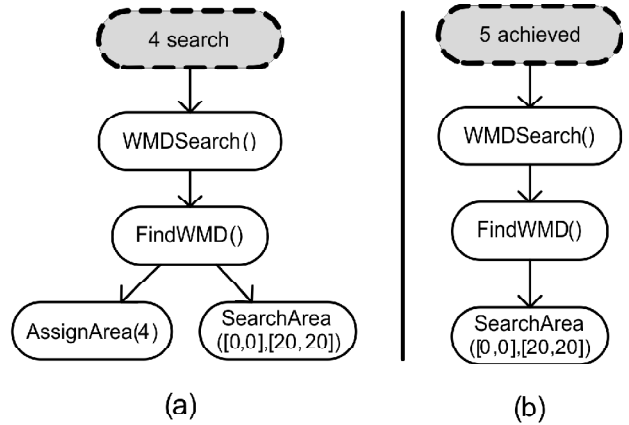 4 search
WMDSearch()
FindWMD()
AssignArea(4)
SearchArea
([0,0],[20,20])
(a)
5 achieved
WMDSearch()
FindWMD()
SearchArea
([0,0],[20,20])
(b)